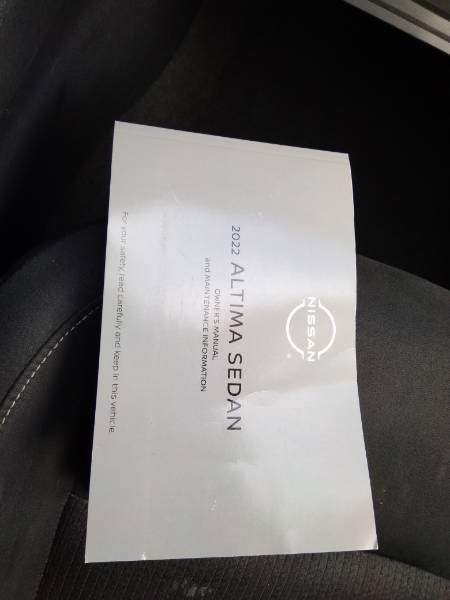 NISSAN
2022 ALTIMA SEDAN
OWNER'S MANUAL
and MAINTENANCE INFORMATION
For your safety, read carefully and keep in this vehicle.